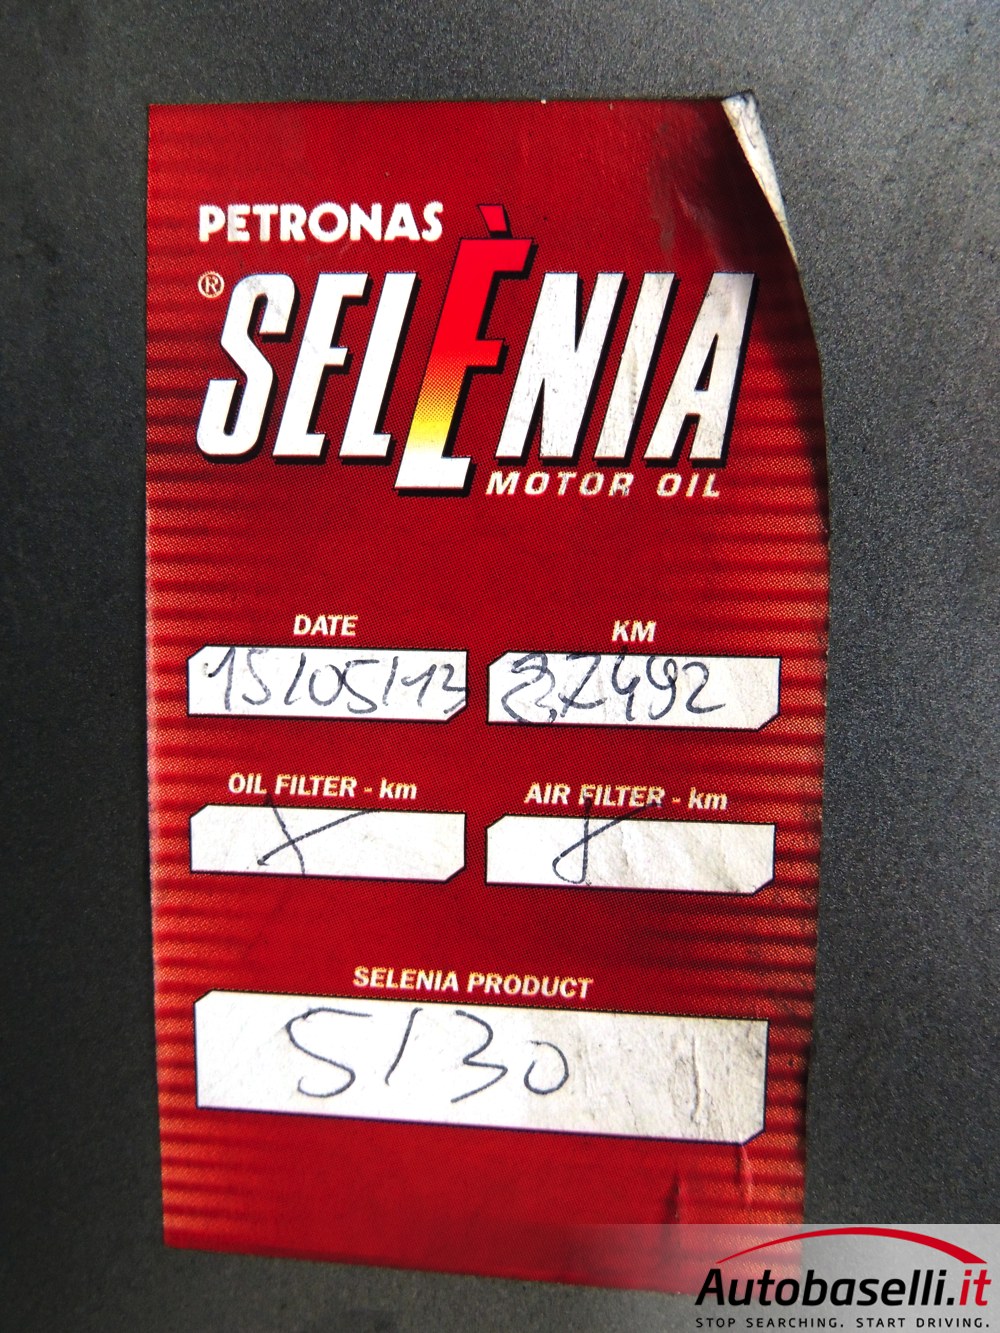 PETRONAS
® SELÈNIA
MOTOR OIL
DATE KM
15/05/13 27492
OIL FILTER - km AIR FILTER - km
X X
SELENIA PRODUCT
5/30
Autobaselli.it
STOP SEARCHING. START DRIVING.